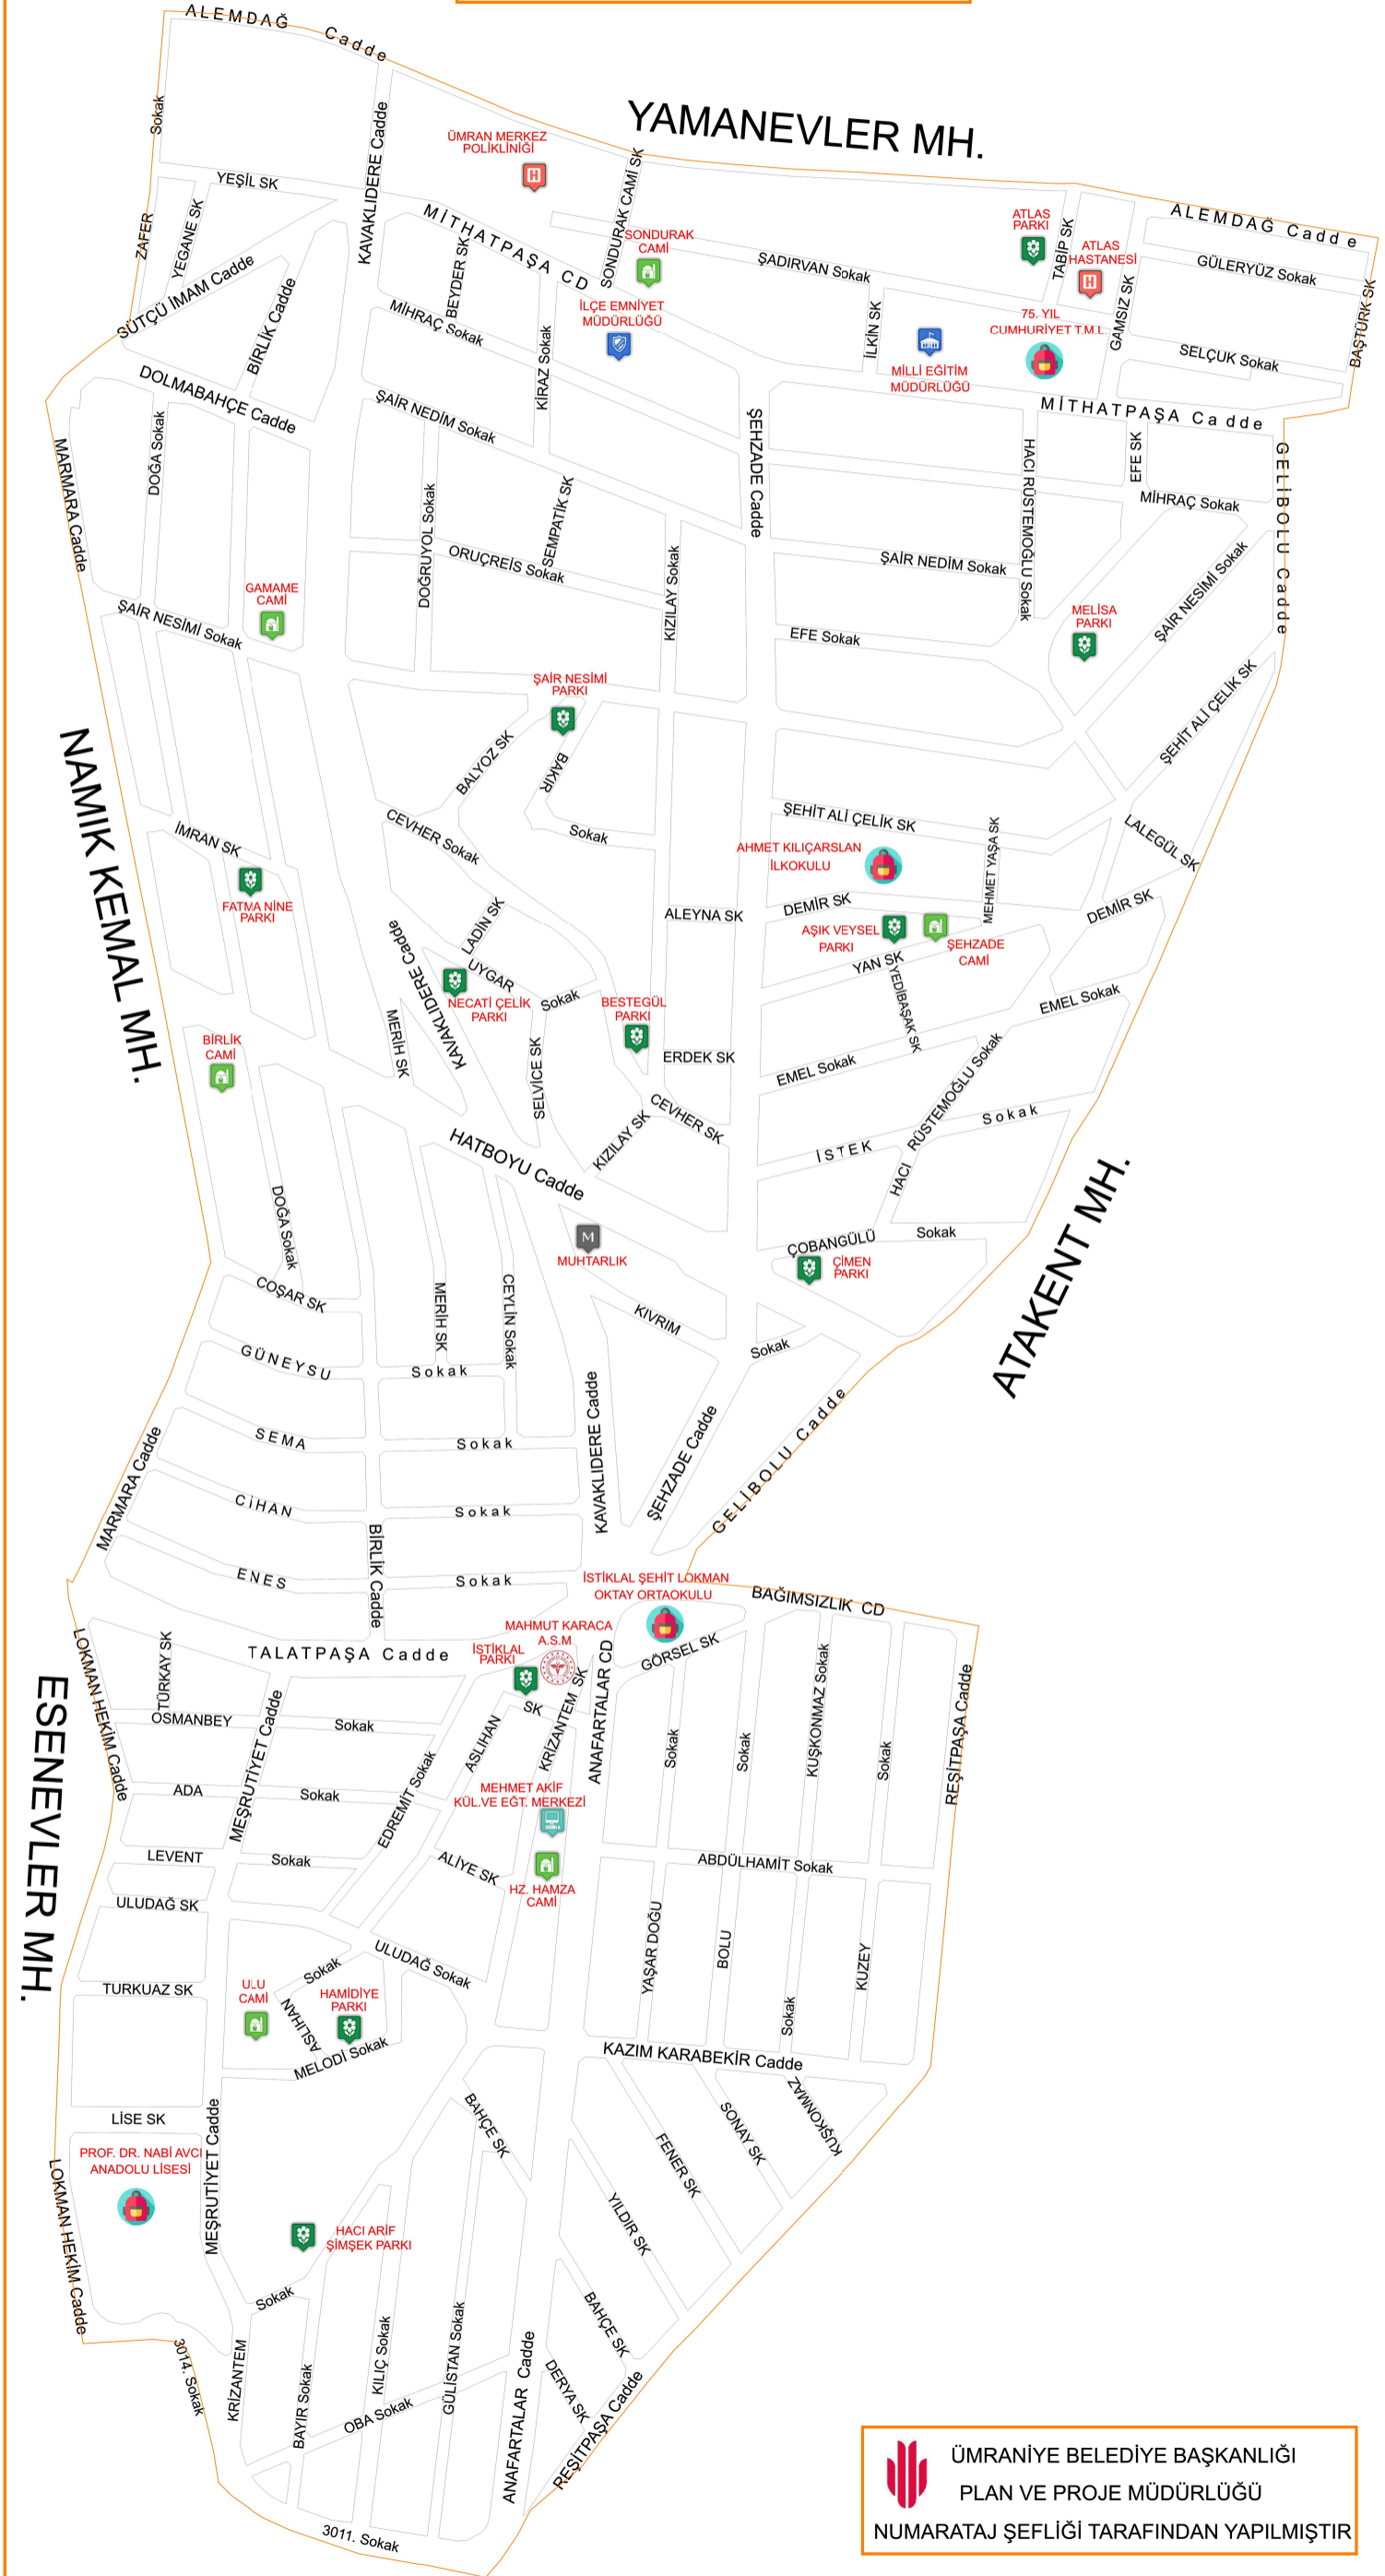 ALEMDAĞ Cadde
YAMANEVLER MH.
Sokak
KAVAKLIDERE Cadde
ÜMRAN MERKEZ
POLİKLİNİĞİ
SONDURAK CAMİ SK
YEŞİL SK
YEGANE SK
ZAFER
MİTHATPAŞA CD
BEYDER SK
SONDURAK
CAMİ
ŞADIRVAN Sokak
ATLAS
PARKI
TABİP SK
ATLAS
HASTANESİ
ALEMDAĞ Cadde
GÜLERYÜZ Sokak
BAŞTÜRK SK
GAMSIZ SK
SÜTÇÜ İMAM Cadde
BİRLİK Cadde
MİHRAÇ Sokak
KİRAZ Sokak
İLÇE EMNİYET
MÜDÜRLÜĞÜ
İLKİN SK
MİLLİ EĞİTİM
MÜDÜRLÜĞÜ
75. YIL
CUMHURİYET T.M.L
SELÇUK Sokak
DOLMABAHÇE Cadde
ŞAİR NEDİM Sokak
MİTHATPAŞA Cadde
MARMARA Cadde
DOĞA Sokak
DOĞRUYOL Sokak
SEMPATİK SK
ŞEHZADE Cadde
HACI RÜSTEMOĞLU Sokak
EFE SK
MİHRAÇ Sokak
GELİBOLU Cadde
ORUÇREİS Sokak
KIZILAY Sokak
ŞAİR NEDİM Sokak
ŞAİR NESİMİ Sokak
GAMAME
CAMİ
ŞAİR NESİMİ Sokak
EFE Sokak
MELİSA
PARKI
ŞAİR NESİMİ
PARKI
ŞEHİT ALİ ÇELİK SK
NAMIK KEMAL MH.
BALYOZ SK
BAKIR
Sokak
CEVHER Sokak
İMRAN SK
FATMA NİNE
PARKI
ŞEHİT ALİ ÇELİK SK
AHMET KILIÇARSLAN
İLKOKULU
MEHMET YAŞA SK
LALEGÜL SK
LADİN SK
ALEYNA SK
DEMİR SK
DEMİR SK
AŞIK VEYSEL
PARKI
ŞEHZADE
CAMİ
YAN SK
KAVAKLIDERE Cadde
UYGAR
Sokak
NECATİ ÇELİK
PARKI
BESTEGÜL
PARKI
YEDİBAŞAK SK
EMEL Sokak
BİRLİK
CAMİ
MERİH SK
SELVİCE SK
ERDEK SK
EMEL Sokak
HACI RÜSTEMOĞLU Sokak
CEVHER SK
KIZILAY SK
İSTEK Sokak
HATBOYU Cadde
ATAKENT MH.
DOĞA Sokak
MUHTARLIK
M
ÇOBANGÜLÜ Sokak
ÇİMEN
PARKI
COŞAR SK
MERİH SK
CEYLİN Sokak
KIVRIM
Sokak
GÜNEYSU
Sokak
KAVAKLIDERE Cadde
ŞEHZADE Cadde
GELİBOLU Cadde
SEMA
Sokak
MARMARA Cadde
CİHAN
Sokak
BİRLİK Cadde
ENES
Sokak
İSTİKLAL ŞEHİT LOKMAN
OKTAY ORTAOKULU
BAĞIMSIZLIK CD
LOKMAN HEKİM Cadde
TÜRKAY SK
TALATPAŞA Cadde
İSTİKLAL
PARKI
MAHMUT KARACA
A.S.M
ANAFARTALAR CD
GÖRSEL SK
ESENEVLER MH.
OSMANBEY
Sokak
MEŞRUTİYET Cadde
ASLIHAN
SK
KRİZANTEM SK
Sokak
Sokak
KUŞKONMAZ Sokak
Sokak
REŞİTPAŞA Cadde
ADA
Sokak
EDREMİT Sokak
MEHMET AKİF
KÜL.VE EĞT. MERKEZİ
LEVENT
Sokak
ALİYE SK
HZ. HAMZA
CAMİ
ABDÜLHAMİT Sokak
ULUDAĞ SK
YAŞAR DOĞU
BOLU
Sokak
KUZEY
TURKUAZ SK
ULU
CAMİ
Sokak
ASLIHAN
HAMİDİYE
PARKI
ULUDAĞ Sokak
MELODİ Sokak
KAZIM KARABEKİR Cadde
LİSE SK
BAHÇE SK
FENER SK
SONAY SK
KUŞKONMAZ
PROF. DR. NABİ AVCI
ANADOLU LİSESİ
MEŞRUTİYET Cadde
LOKMAN HEKİM Cadde
HACI ARİF
ŞİMŞEK PARKI
YILDIR SK
Sokak
3014. Sokak
KRİZANTEM
BAYIR Sokak
KILIÇ Sokak
OBA Sokak
GÜLİSTAN Sokak
ANAFARTALAR Cadde
BAHÇE SK
DERYA SK
REŞİTPAŞA Cadde
3011. Sokak
ÜMRANİYE BELEDİYE BAŞKANLIĞI
PLAN VE PROJE MÜDÜRLÜĞÜ
NUMARATAJ ŞEFLİĞİ TARAFINDAN YAPILMIŞTIR